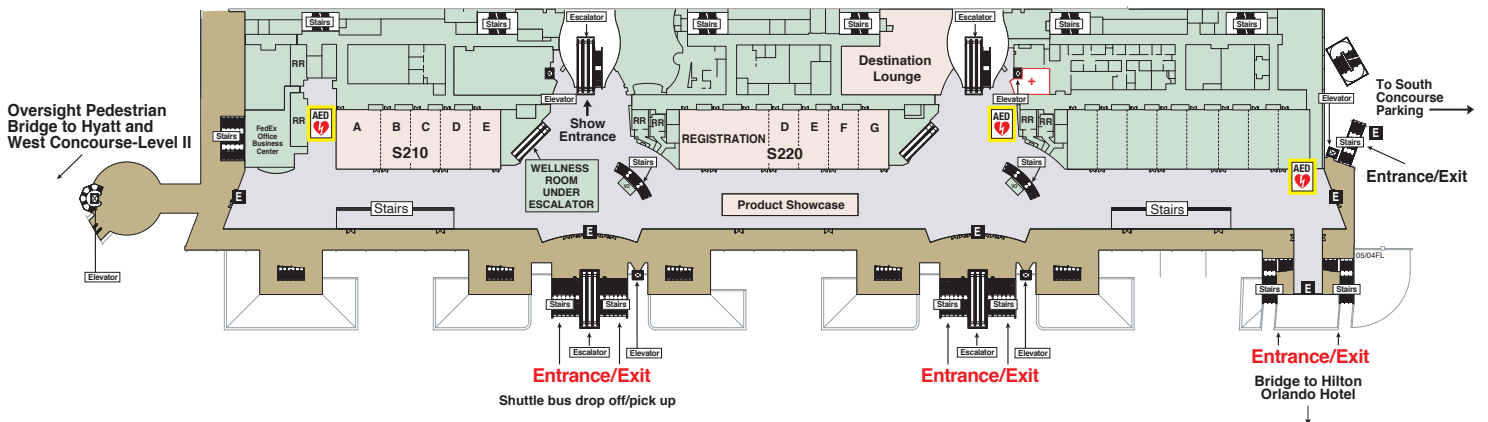 Stairs
Stairs
Escalator
Stairs
Stairs
Escalator
Stairs
Stairs
RR
Destination
Lounge
+
Elevator
Elevator
Elevator
To South
Concourse
Parking
Oversight Pedestrian
Bridge to Hyatt and
West Concourse-Level II
Stairs
FedEx
Office
Business
Center
RR
AED
A
B
C
D
E
S210
Show
Entrance
RR
RR
REGISTRATION
D
E
F
G
S220
AED
RR
RR
Stairs
E
Entrance/Exit
WELLNESS
ROOM
UNDER
ESCALATOR
Stairs
Stairs
AED
E
Stairs
Product Showcase
Stairs
E
E
E
Elevator
05/04FL
Stairs
Stairs
Stairs
Stairs
Stairs
E
Stairs
Escalator
Elevator
Escalator
Elevator
Entrance/Exit
Shuttle bus drop off/pick up
Entrance/Exit
Entrance/Exit
Bridge to Hilton
Orlando Hotel